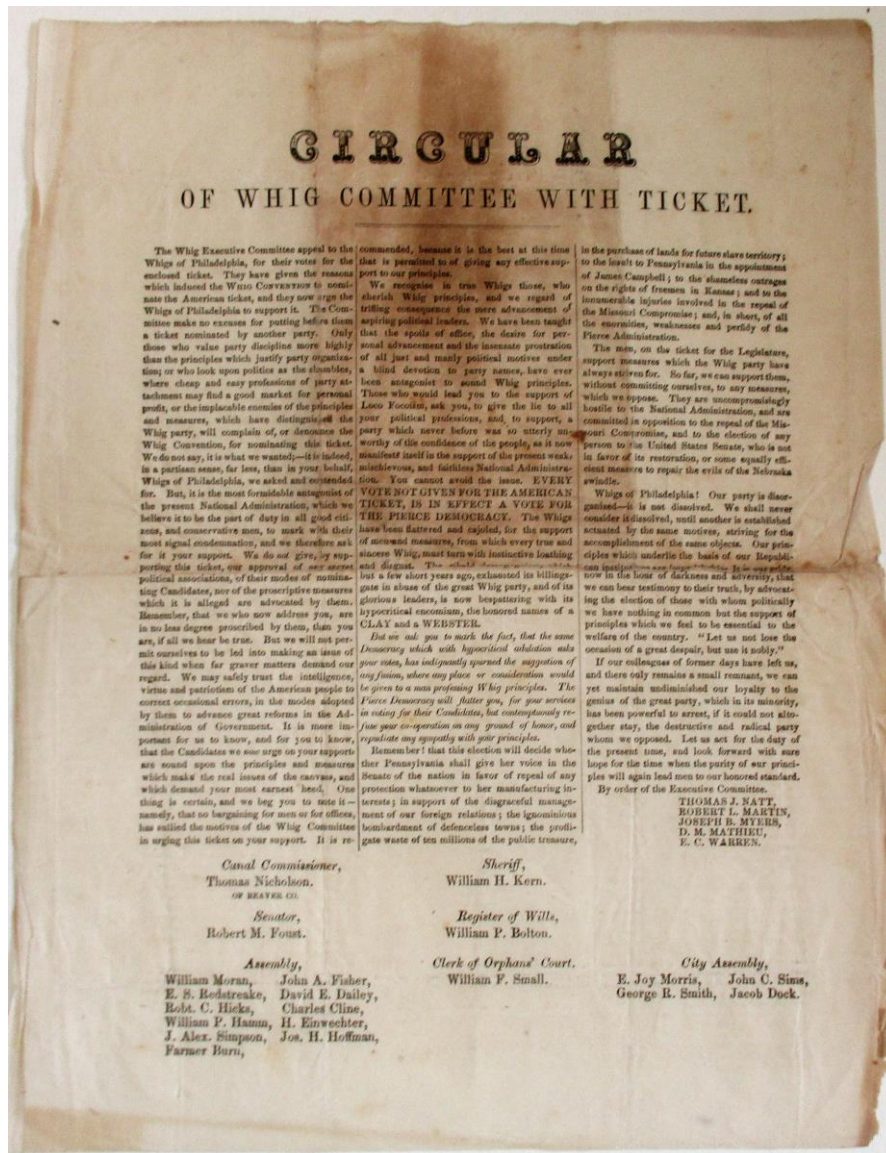 CIRCULAR
OF WHIG COMMITTEE WITH TICKET.
The Whig Executive Committee appeal to the
Whigs of Philadelphia, for their votes for the
enclosed ticket. They have given the reasons
which induced the WHIG CONVENTION to nomi-
nate the American ticket, and they now urge the
Whigs of Philadelphia to support it. The Com-
mittee make no excuses for putting before them
a ticket nominated by another party. Only
those who value party discipline more highly
than the principles which justify party organiza-
tion; or who look upon politics as the shambles,
where cheap and easy professions of party at-
tachment may find a good market for personal
profit, or the implacable enemies of the principles
and measures, which have distinguished the
Whig party, will complain of, or denounce the
Whig Convention, for nominating this ticket.
We do not say, it is what we wanted;—it is indeed,
in a partisan sense, far less, than in your behalf,
Whigs of Philadelphia, we asked and contended
for. But, it is the most formidable antagonist of
the present National Administration, which we
believe it to be the part of duty in all good citi-
zens, and conservative men, to mark with their
most signal condemnation, and we therefore ask
for it your support. We do not give, by sup-
porting this ticket, our approval of any secret
political associations, of their modes of nomina-
ting Candidates, nor of the proscriptive measures
which it is alleged are advocated by them.
Remember, that we who now address you, are
in no less degree proscribed by them, than you
are, if all we hear be true. But we will not per-
mit ourselves to be led into making an issue of
this kind when far graver matters demand our
regard. We may safely trust the intelligence,
virtue and patriotism of the American people to
correct occasional errors, in the modes adopted
by them to advance great reforms in the Ad-
ministration of Government. It is more im-
portant for us to know, and for you to know,
that the Candidates we now urge on your support
are sound upon the principles and measures
which make the real issues of the canvass, and
which demand your most earnest heed. One
thing is certain, and we beg you to note it—
namely, that no bargaining for men or for offices,
has sullied the motives of the Whig Committee
in urging this ticket on your support. It is re-
commended, because it is the best at this time
that is permitted to of giving any effective sup-
port to our principles.
We recognise in true Whigs those, who
cherish Whig principles, and we regard of
trifling consequence the mere advancement of
aspiring political leaders. We have been taught
that the spoils of office, the desire for per-
sonal advancement and the insensate prostration
of all just and manly political motives under
a blind devotion to party names, have ever
been antagonist to sound Whig principles.
Those who would lead you to the support of
Loco Focoism, ask you, to give the lie to all
your political professions, and, to support, a
party which never before was so utterly un-
worthy of the confidence of the people, as it now
manifests itself in the support of the present weak,
mischievous, and faithless National Administra-
tion. You cannot avoid the issue. EVERY
VOTE NOT GIVEN FOR THE AMERICAN
TICKET, IS IN EFFECT A VOTE FOR
THE PIERCE DEMOCRACY. The Whigs
have been flattered and cajoled, for the support
of men and measures, from which every true and
sincere Whig, must turn with instinctive loathing
and disgust. The
but a few short years ago, exhausted its billings-
gate in abuse of the great Whig party, and of its
glorious leaders, is now bespattering with its
hypocritical encomium, the honored names of a
CLAY and a WEBSTER.
But we ask you to mark the fact, that the same
Democracy which with hypocritical adulation asks
your votes, has indignantly spurned the suggestion of
any fusion, where any place or consideration would
be given to a man professing Whig principles. The
Pierce Democracy will flatter you, for your services
in voting for their Candidates, but contemptuously re-
fuse your co-operation on any ground of honor, and
repudiate any sympathy with your principles.
Remember! that this election will decide whe-
ther Pennsylvania shall give her voice in the
Senate of the nation in favor of repeal of any
protection whatsoever to her manufacturing in-
terests; in support of the disgraceful manage-
ment of our foreign relations; the ignominious
bombardment of defenceless towns; the profli-
gate waste of ten millions of the public treasure,
in the purchase of lands for future slave territory;
to the insult to Pennsylvania in the appointment
of James Campbell; to the shameless outrages
on the rights of freemen in Kansas; and to the
innumerable injuries involved in the repeal of
the Missouri Compromise; and, in short, of all
the enormities, weaknesses and perfidy of the
Pierce Administration.
The men, on the ticket for the Legislature,
support measures which the Whig party have
always striven for. So far, we can support them,
without committing ourselves, to any measures,
which we oppose. They are uncompromisingly
hostile to the National Administration, and are
committed in opposition to the repeal of the Mis-
souri Compromise, and to the election of any
person to the United States Senate, who is not
in favor of its restoration, or some equally effi-
cient measure to repair the evils of the Nebraska
swindle.
Whigs of Philadelphia! Our party is disor-
ganised—it is not dissolved. We shall never
consider it dissolved, until another is established
actuated by the same motives, striving for the
accomplishment of the same objects. Our prin-
ciples which underlie the basis of our Republi-
can institutions are It is our pride
now in the hour of darkness and adversity, that
we can bear testimony to their truth, by advocat-
ing the election of those with whom politically
we have nothing in common but the support of
principles which we feel to be essential to the
welfare of the country. "Let us not lose the
occasion of a great despair, but use it nobly."
If our colleagues of former days have left us,
and there only remains a small remnant, we can
yet maintain undiminished our loyalty to the
genius of the great party, which in its minority,
has been powerful to arrest, if it could not alto-
gether stay, the destructive and radical party
whom we opposed. Let us act for the duty of
the present time, and look forward with sure
hope for the time when the purity of our princi-
ples will again lead men to our honored standard.
By order of the Executive Committee.
THOMAS J. NATT,
ROBERT L. MARTIN,
JOSEPH B. MYERS,
D. M. MATHIEU,
E. C. WARREN.
Canal Commissioner,
Thomas Nicholson.
OF BEAVER CO.
Senator,
Robert M. Foust.
Assembly,
William Moran, John A. Fisher,
E. S. Redstreake, David E. Dailey,
Robt. C. Hicks, Charles Cline,
William P. Hamm, H. Einwechter,
J. Alex. Simpson, Jos. H. Hoffman,
Farmer Burn,
Sheriff,
William H. Kern.
Register of Wills,
William P. Bolton.
Clerk of Orphans' Court.
William F. Small.
City Assembly,
E. Joy Morris, John C. Sims,
George R. Smith, Jacob Dock.